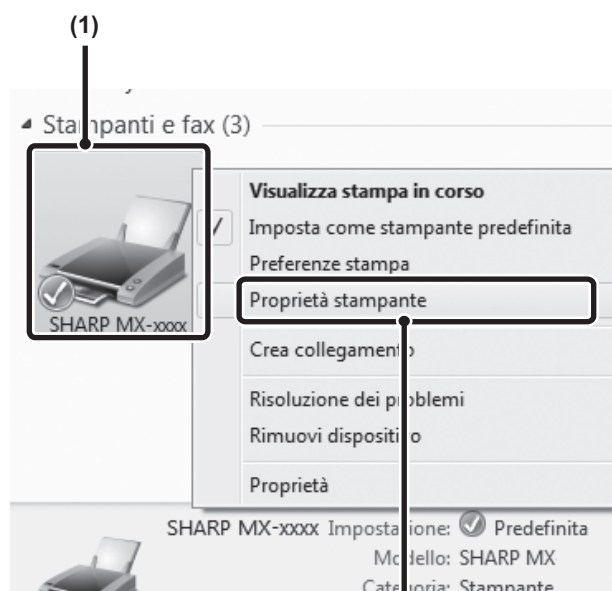 (1)
Stampanti e fax (3)
Visualizza stampa in corso
Imposta come stampante predefinita
Preferenze stampa
Proprietà stampante
SHARP MX-xxxx
Crea collegamento
Risoluzione dei problemi
Rimuovi dispositivo
Proprietà
SHARP MX-xxxx Impostazione: Predefinita
Modello: SHARP MX
Categoria: Stampante